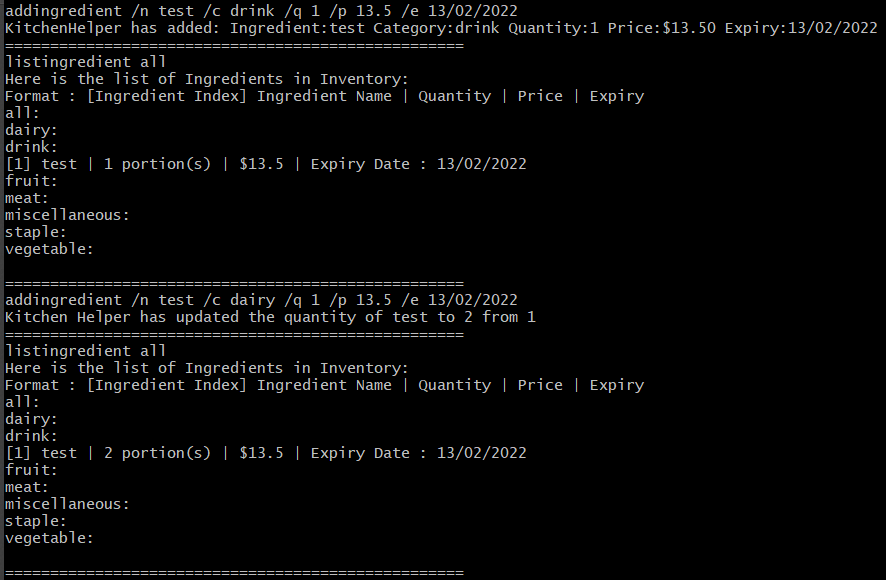 addingredient /n test /c drink /q 1 /p 13.5 /e 13/02/2022
KitchenHelper has added: Ingredient:test Category:drink Quantity:1 Price:$13.50 Expiry:13/02/2022
===================================================
listingredient all
Here is the list of Ingredients in Inventory:
Format : [Ingredient Index] Ingredient Name | Quantity | Price | Expiry
all:
dairy:
drink:
[1] test | 1 portion(s) | $13.5 | Expiry Date : 13/02/2022
fruit:
meat:
miscellaneous:
staple:
vegetable:
===================================================
addingredient /n test /c dairy /q 1 /p 13.5 /e 13/02/2022
Kitchen Helper has updated the quantity of test to 2 from 1
===================================================
listingredient all
Here is the list of Ingredients in Inventory:
Format : [Ingredient Index] Ingredient Name | Quantity | Price | Expiry
all:
dairy:
drink:
[1] test | 2 portion(s) | $13.5 | Expiry Date : 13/02/2022
fruit:
meat:
miscellaneous:
staple:
vegetable:
===================================================